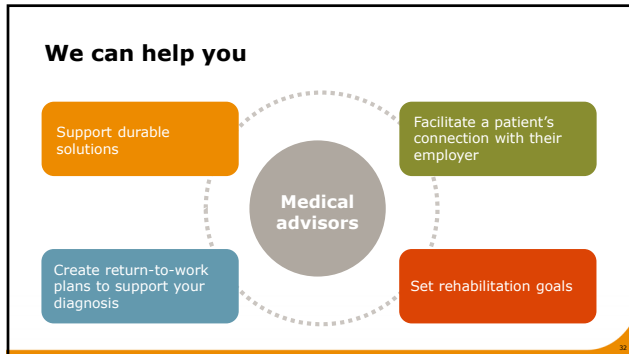 We can help you
Support durable
solutions
Facilitate a patient's
connection with their
employer
Medical
advisors
Create return-to-work
plans to support your
diagnosis
Set rehabilitation goals
32